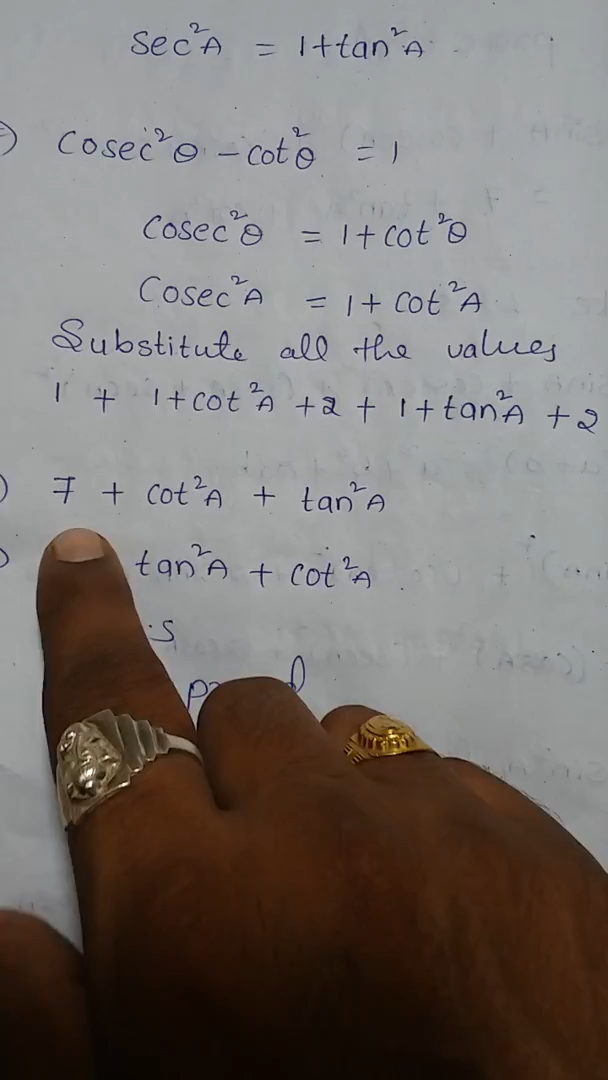 sec²A = 1+tan²A
cosec²θ - cot²θ = 1
cosec²θ = 1+cot²θ
Cosec²A = 1+cot²A
Substitute all the values
1 + 1+cot²A +2 + 1+tan²A +2
7 + cot²A + tan²A
tan²A + cot²A